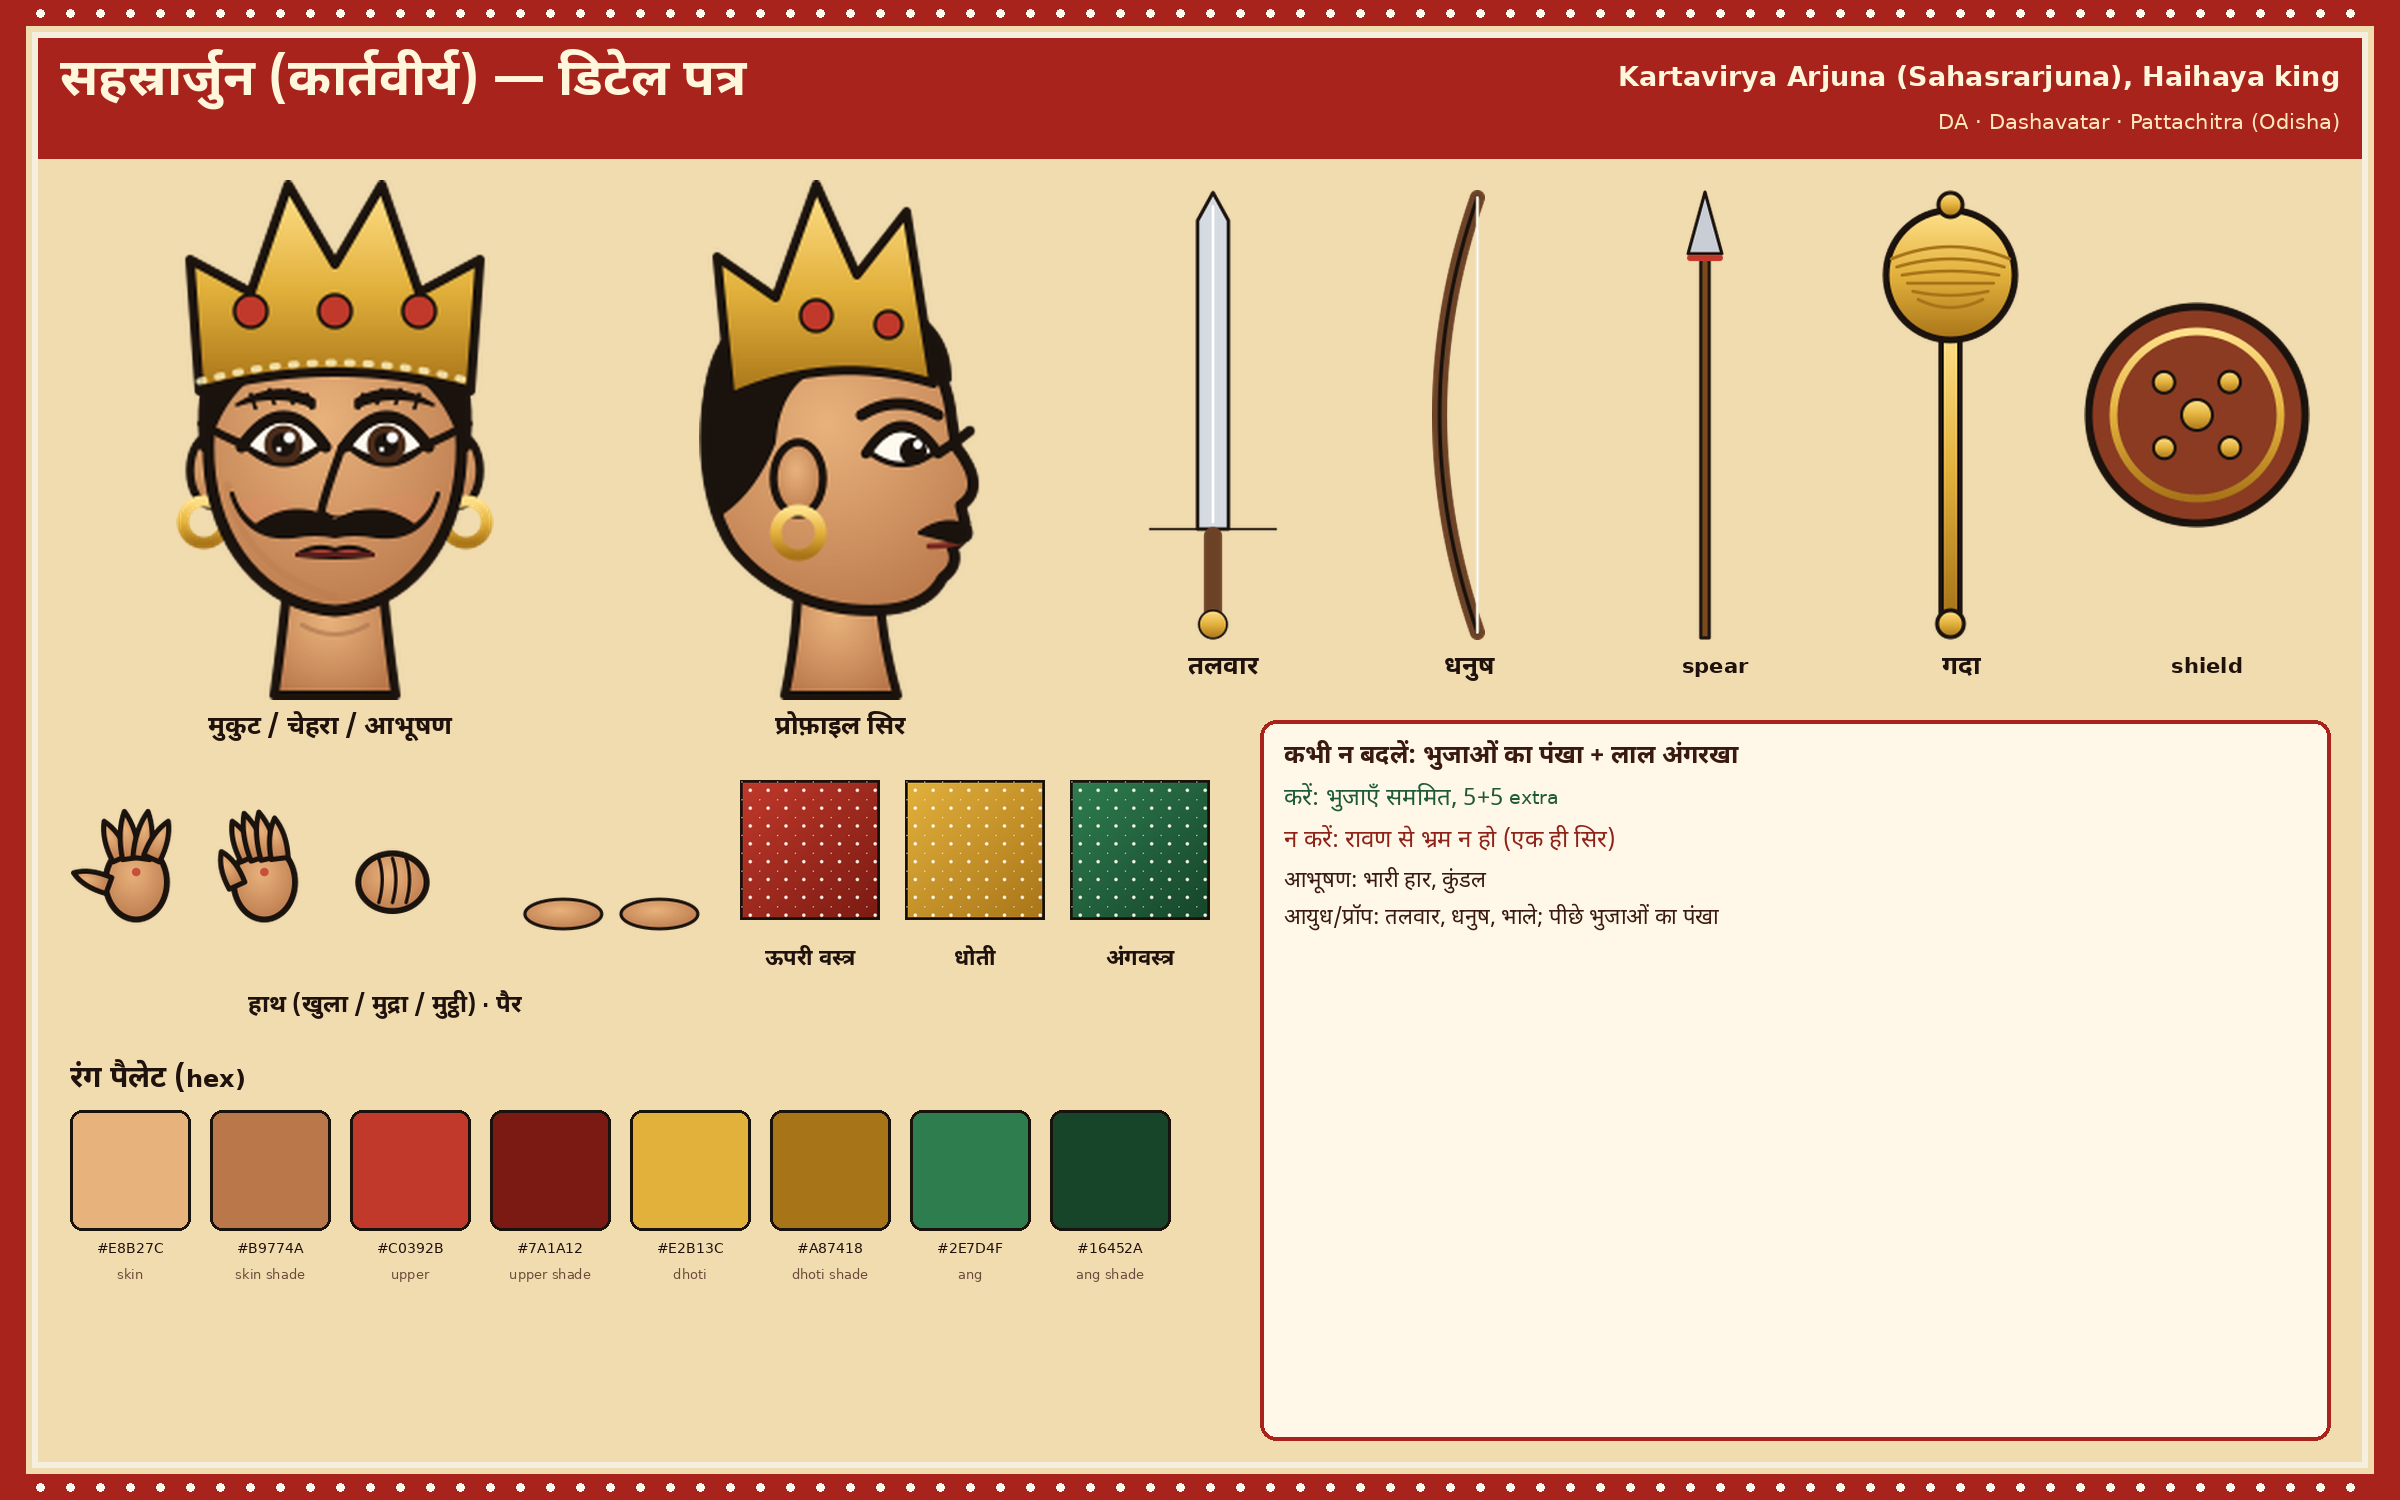 सहस्रार्जुन (कार्तवीर्य) — डिटेल पत्र
Kartavirya Arjuna (Sahasrarjuna), Haihaya king
DA · Dashavatar · Pattachitra (Odisha)
तलवार
धनुष
spear
गदा
shield
मुकुट / चेहरा / आभूषण
प्रोफ़ाइल सिर
कभी न बदलें: भुजाओं का पंखा + लाल अंगरखा
करें: भुजाएँ सममित, 5+5 extra
न करें: रावण से भ्रम न हो (एक ही सिर)
आभूषण: भारी हार, कुंडल
आयुध/प्रॉप: तलवार, धनुष, भाले; पीछे भुजाओं का पंखा
ऊपरी वस्त्र
धोती
अंगवस्त्र
हाथ (खुला / मुद्रा / मुट्ठी) · पैर
रंग पैलेट (hex)
#E8B27C
#B9774A
#C0392B
#7A1A12
#E2B13C
#A87418
#2E7D4F
#16452A
skin
skin shade
upper
upper shade
dhoti
dhoti shade
ang
ang shade